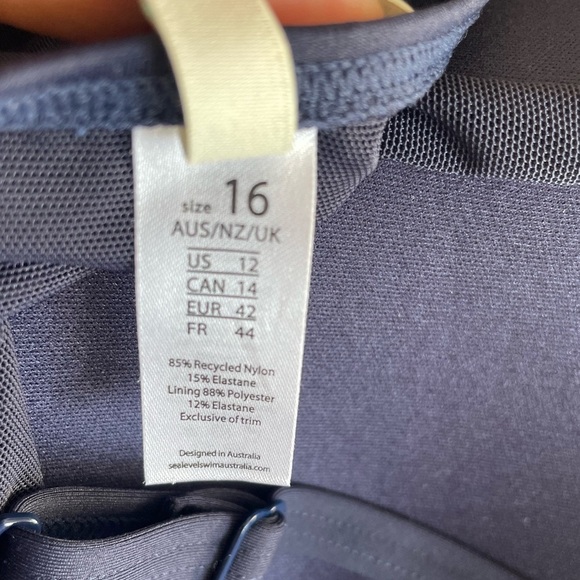 size 16
AUS/NZ/UK
US 12
CAN 14
EUR 42
FR 44
85% Recycled Nylon
15% Elastane
Lining 88% Polyester
12% Elastane
Exclusive of trim
Designed in Australia
sealevelswimaustralia.com